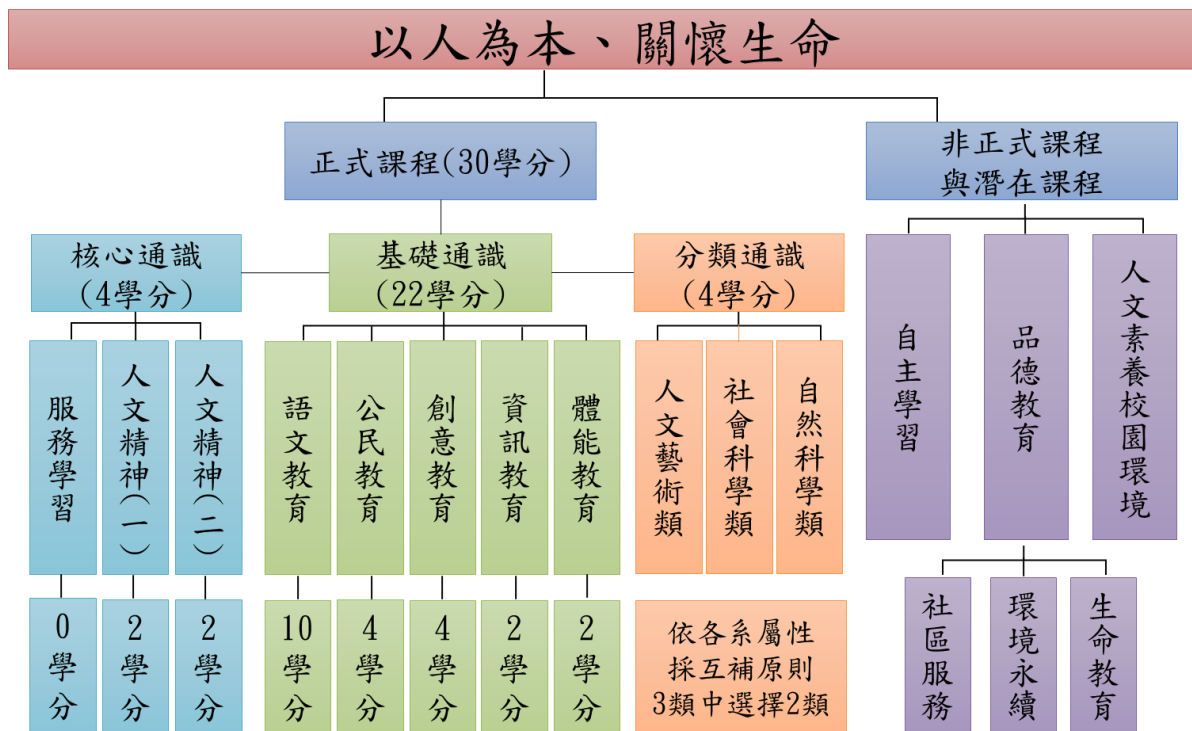 以人為本、關懷生命
正式課程(30學分)
非正式課程
與潛在課程
核心通識
(4學分)
基礎通識
(22學分)
分類通識
(4學分)
服務學習
人文精神(一)
人文精神(二)
語文教育
公民教育
創意教育
資訊教育
體能教育
人文藝術類
社會科學類
自然科學類
自主學習
品德教育
人文素養校園環境
0學分
2學分
2學分
10學分
4學分
4學分
2學分
2學分
依各系屬性
採互補原則
3類中選擇2類
社區服務
環境永續
生命教育